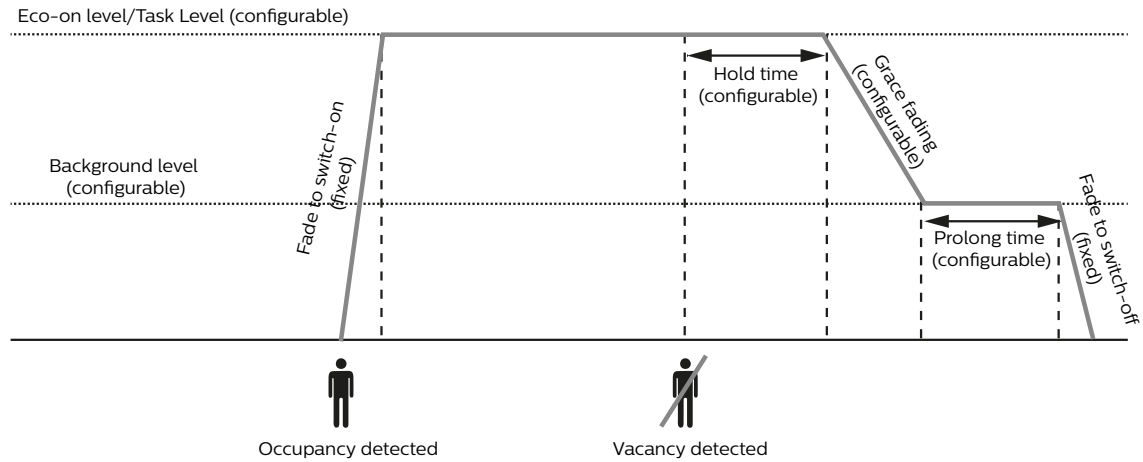 Eco-on level/Task Level (configurable)
Hold time
(configurable)
Grace fading
(configurable)
Background level
(configurable)
Fade to switch-on
(fixed)
Prolong time
(configurable)
Fade to switch-off
(fixed)
Occupancy detected
Vacancy detected